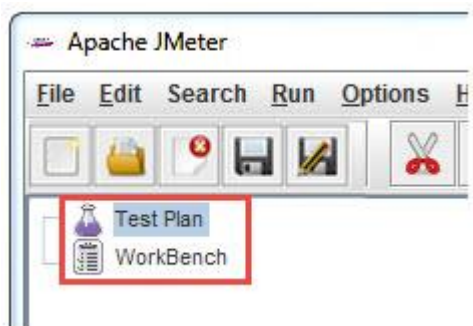 Apache JMeter
File Edit Search Run Options H
Test Plan
WorkBench